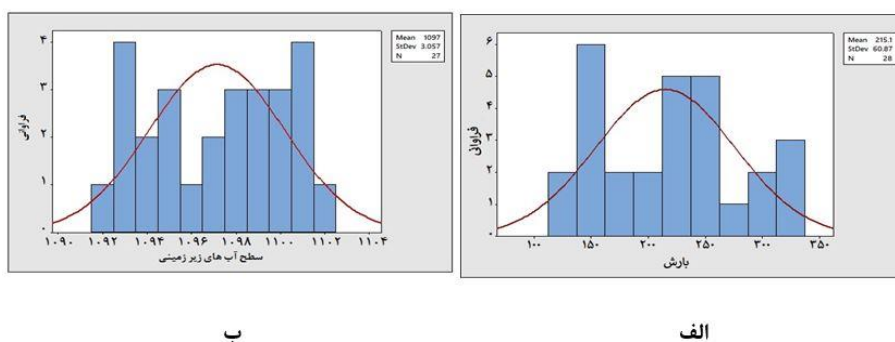 Mean 215.1
StDev 60.87
N 28
فراوانی
۶
۵
۴
۳
۲
۱
۰
۱۰۰ ۱۵۰ ۲۰۰ ۲۵۰ ۳۰۰ ۳۵۰
بارش
الف
Mean 1097
StDev 3.057
N 27
فراوانی
۴
۳
۲
۱
۰
۱۰۹۰ ۱۰۹۲ ۱۰۹۴ ۱۰۹۶ ۱۰۹۸ ۱۱۰۰ ۱۱۰۲ ۱۱۰۴
سطح آب های زیر زمینی
ب